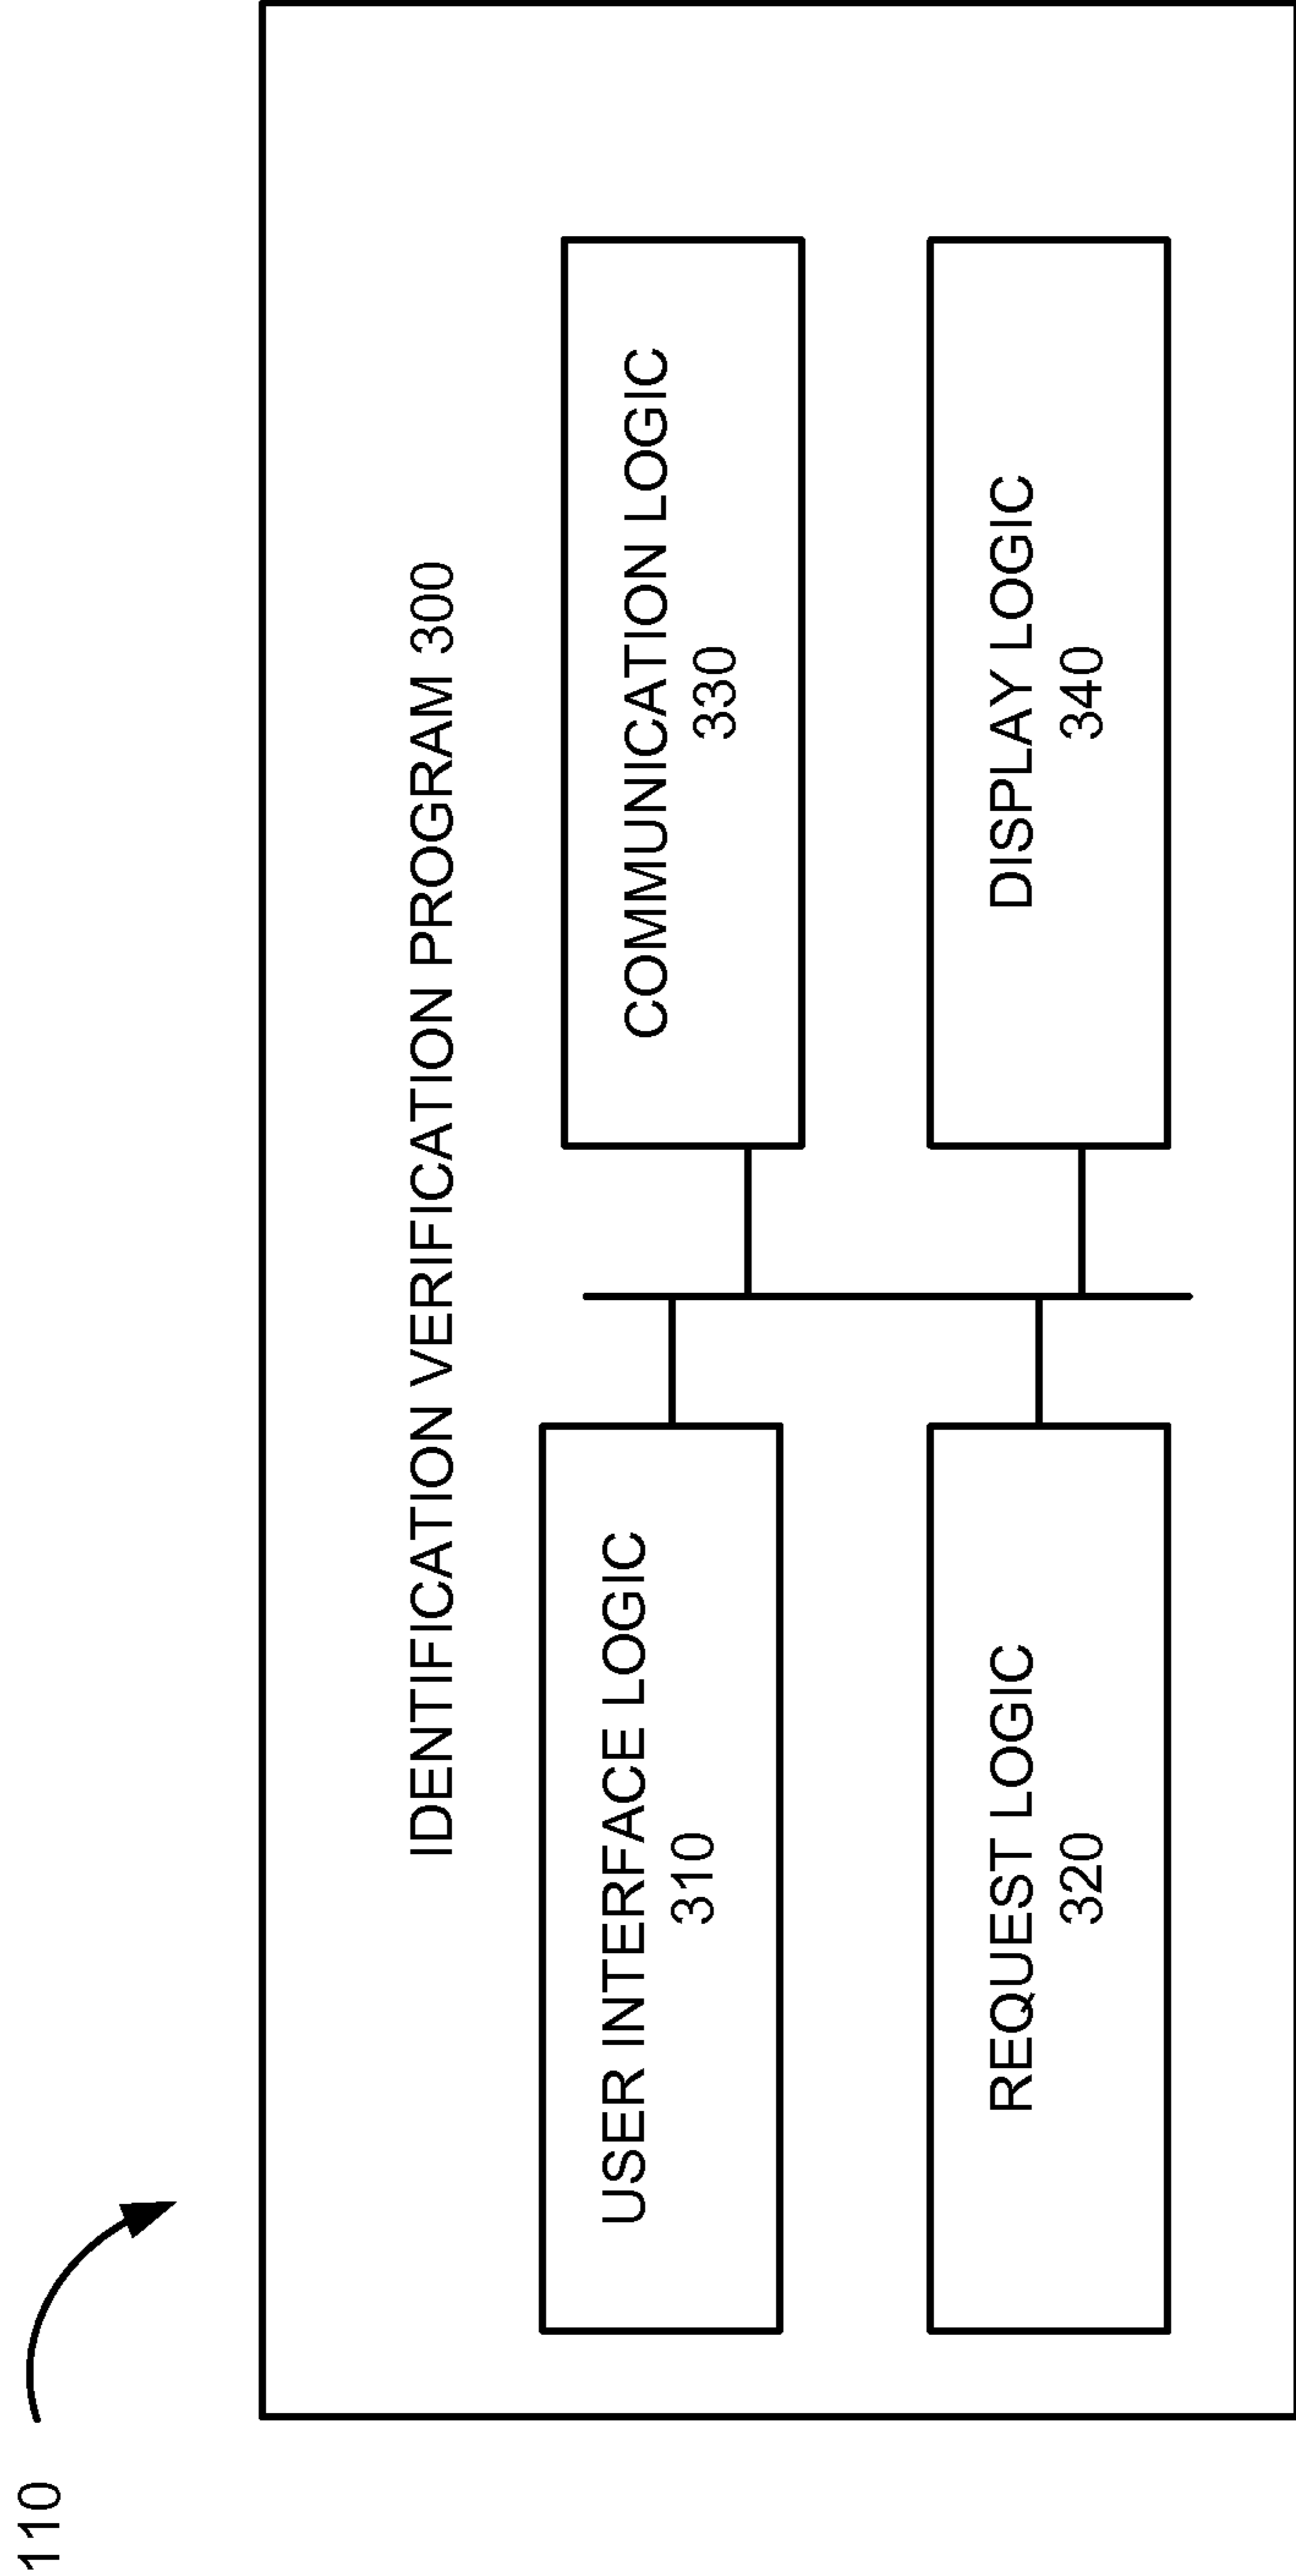 110
IDENTIFICATION VERIFICATION PROGRAM 300
USER INTERFACE LOGIC
310
COMMUNICATION LOGIC
330
REQUEST LOGIC
320
DISPLAY LOGIC
340